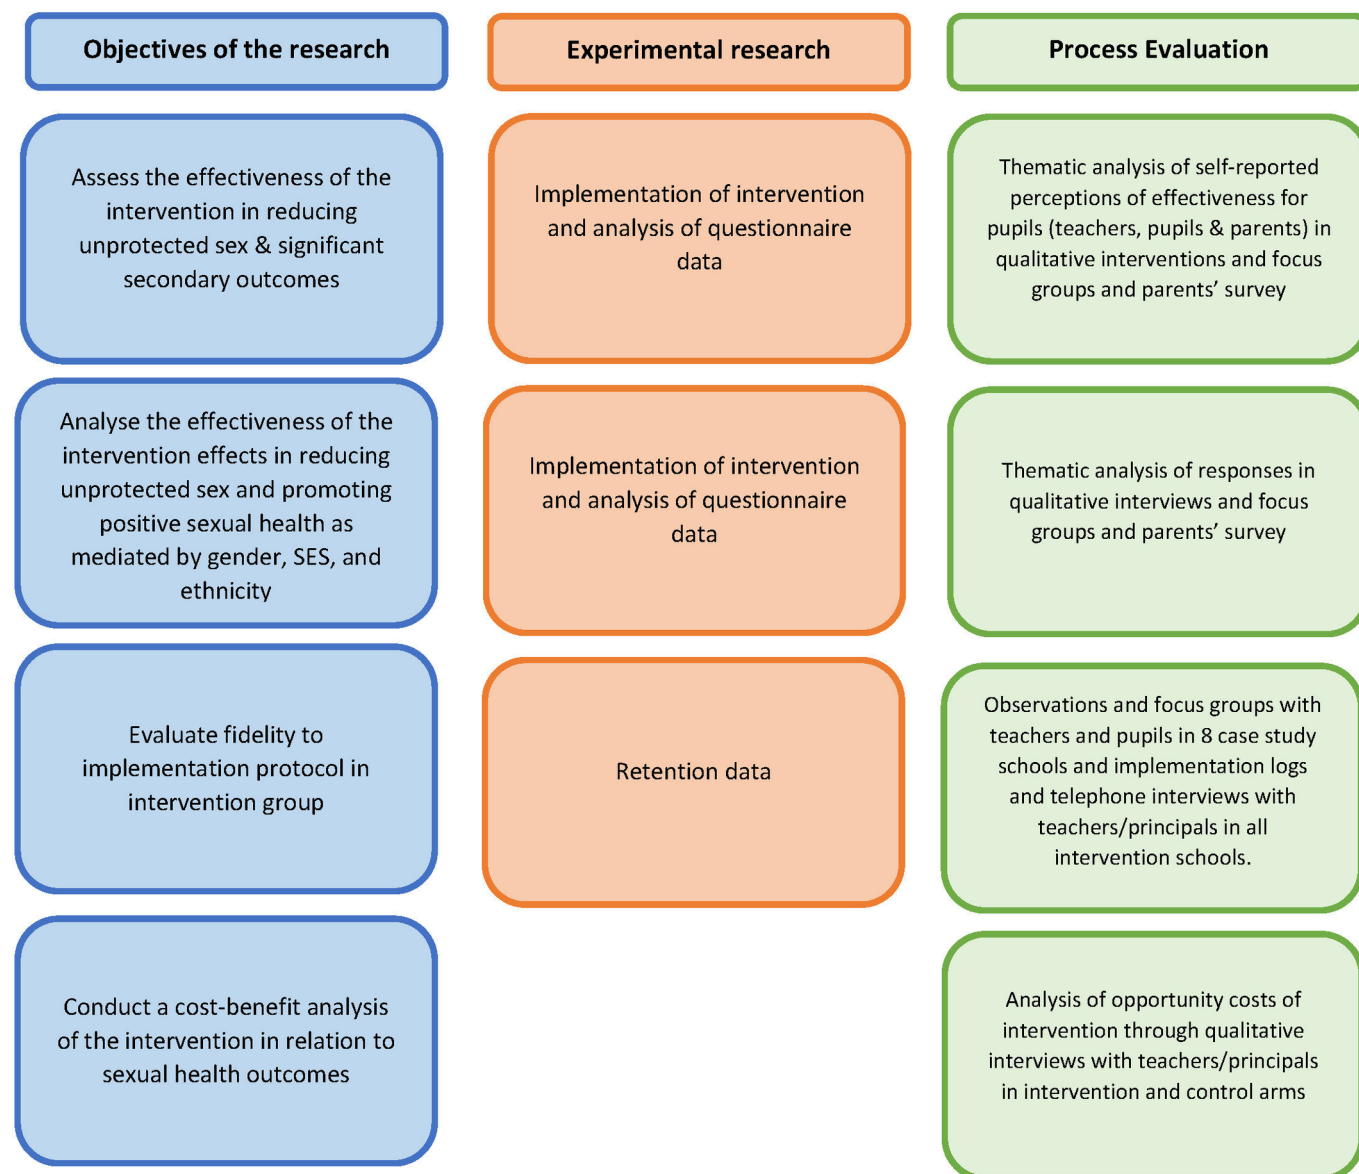 Objectives of the research
Experimental research
Process Evaluation
Assess the effectiveness of the
intervention in reducing
unprotected sex & significant
secondary outcomes
Implementation of intervention
and analysis of questionnaire
data
Thematic analysis of self-reported
perceptions of effectiveness for
pupils (teachers, pupils & parents) in
qualitative interventions and focus
groups and parents’ survey
Analyse the effectiveness of the
intervention effects in reducing
unprotected sex and promoting
positive sexual health as
mediated by gender, SES, and
ethnicity
Implementation of intervention
and analysis of questionnaire
data
Thematic analysis of responses in
qualitative interviews and focus
groups and parents’ survey
Evaluate fidelity to
implementation protocol in
intervention group
Retention data
Observations and focus groups with
teachers and pupils in 8 case study
schools and implementation logs
and telephone interviews with
teachers/principals in all
intervention schools.
Conduct a cost-benefit analysis
of the intervention in relation to
sexual health outcomes
Analysis of opportunity costs of
intervention through qualitative
interviews with teachers/principals
in intervention and control arms